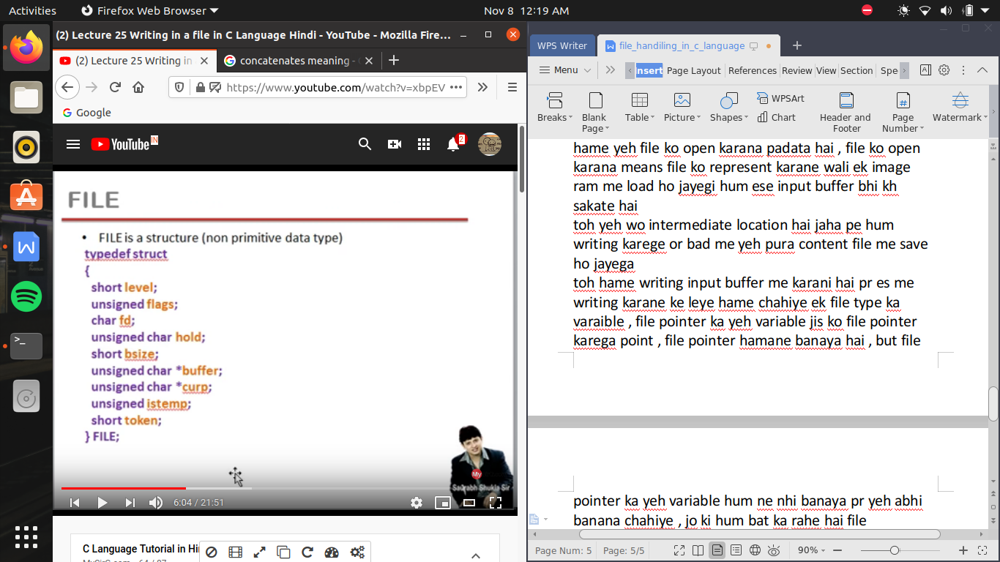 Activities
Firefox Web Browser
Nov 8 12:19 AM
(2) Lecture 25 Writing in a file in C Language Hindi - YouTube - Mozilla Fire…
(2) Lecture 25 Writing in
concatenates meaning -
https://www.youtube.com/watch?v=xbpEV
Google
YouTube IN
2
FILE
• FILE is a structure (non primitive data type)
typedef struct
{
short level;
unsigned flags;
char fd;
unsigned char hold;
short bsize;
unsigned char *buffer;
unsigned char *curp;
unsigned istemp;
short token;
} FILE;
My
Saurabh Shukla Sir
6:04 / 21:51
C Language Tutorial in Hi
WPS Writer
file_handiling_in_c_language
Menu
Insert Page Layout References Review View Section Spe
Breaks
Blank Page
Table
Picture
Shapes
WPSArt
Chart
Header and Footer
Page Number
Watermark
hame yeh file ko open karana padata hai , file ko open
karana means file ko represent karane wali ek image
ram me load ho jayegi hum ese input buffer bhi kh
sakate hai
toh yeh wo intermediate location hai jaha pe hum
writing karege or bad me yeh pura content file me save
ho jayega
toh hame writing input buffer me karani hai pr es me
writing karane ke leye hame chahiye ek file type ka
varaible , file pointer ka yeh variable jis ko file pointer
karega point , file pointer hamane banaya hai , but file
pointer ka yeh variable hum ne nhi banaya pr yeh abhi
banana chahiye , jo ki hum bat ka rahe hai file
Page Num: 5
Page: 5/5
90%